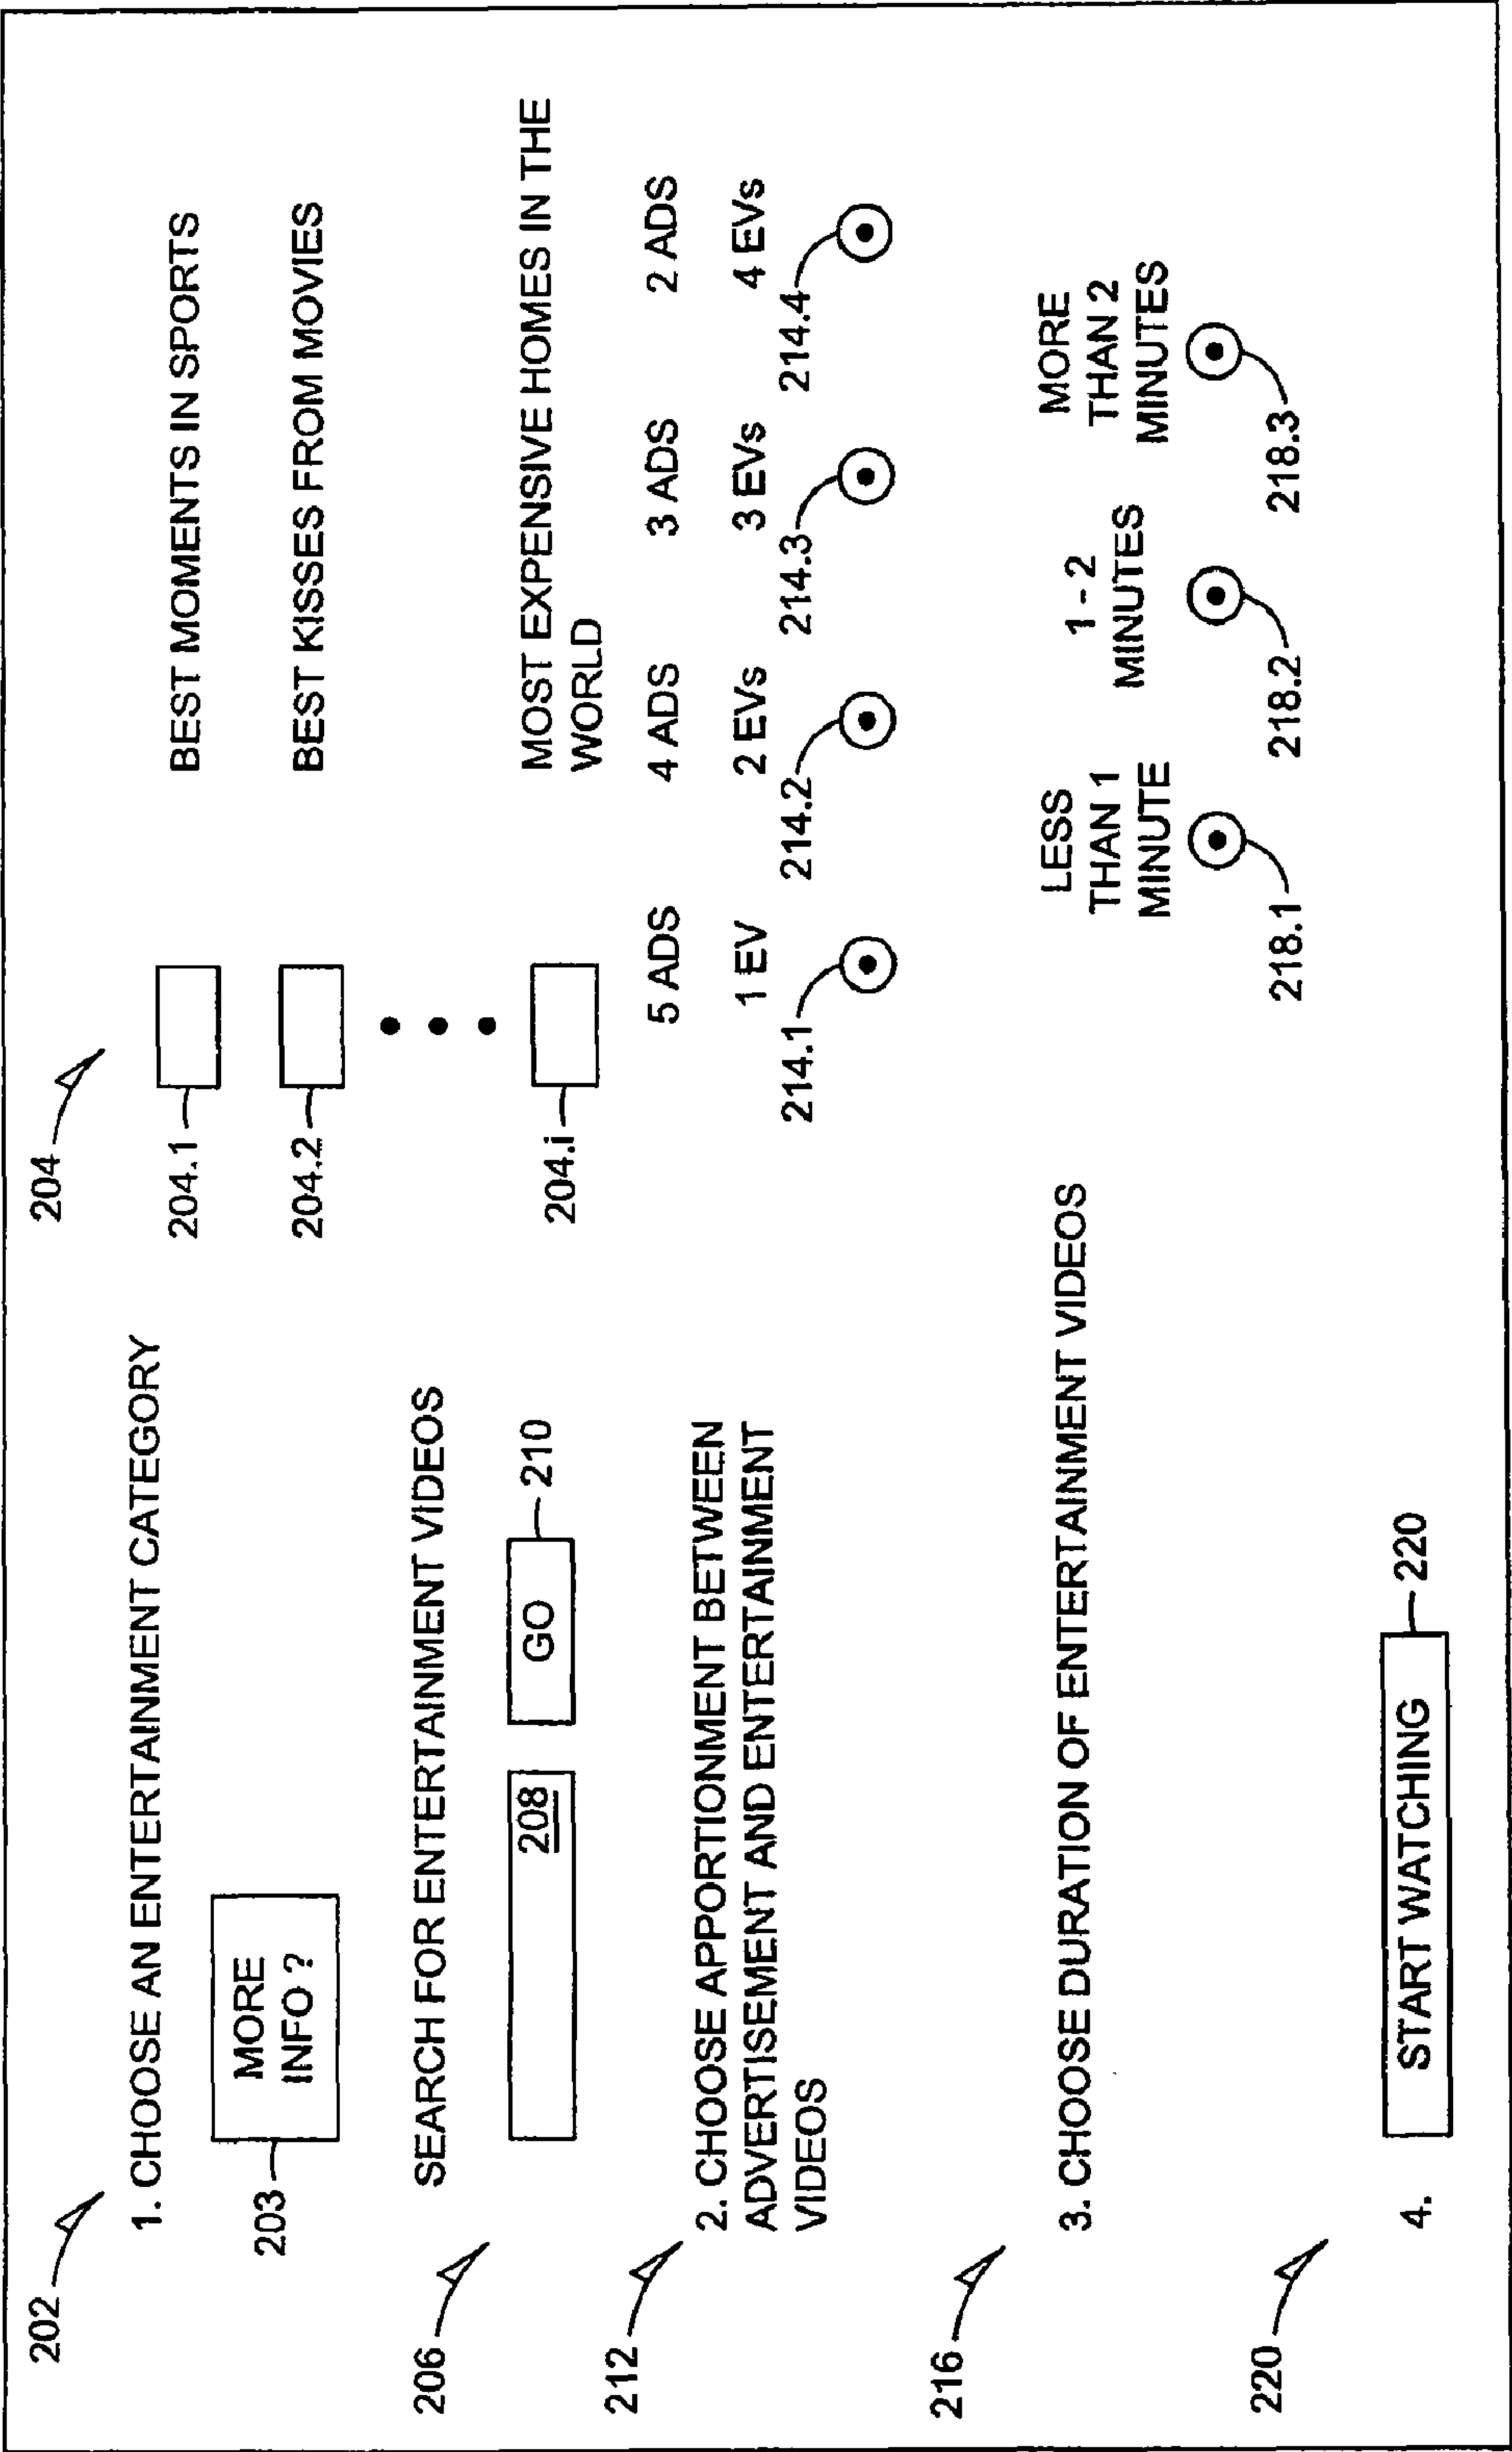 202
204
1. CHOOSE AN ENTERTAINMENT CATEGORY
204.1
BEST MOMENTS IN SPORTS
203
MORE
INFO ?
204.2
BEST KISSES FROM MOVIES
206
SEARCH FOR ENTERTAINMENT VIDEOS
208
GO
210
204.i
MOST EXPENSIVE HOMES IN THE
WORLD
212
2. CHOOSE APPORTIONMENT BETWEEN
ADVERTISEMENT AND ENTERTAINMENT
VIDEOS
5 ADS 4 ADS 3 ADS 2 ADS
1 EV 2 EVs 3 EVs 4 EVs
214.1 214.2 214.3 214.4
216
3. CHOOSE DURATION OF ENTERTAINMENT VIDEOS
LESS
THAN 1
MINUTE
1 - 2
MINUTES
MORE
THAN 2
MINUTES
218.1 218.2 218.3
220
4.
START WATCHING
220